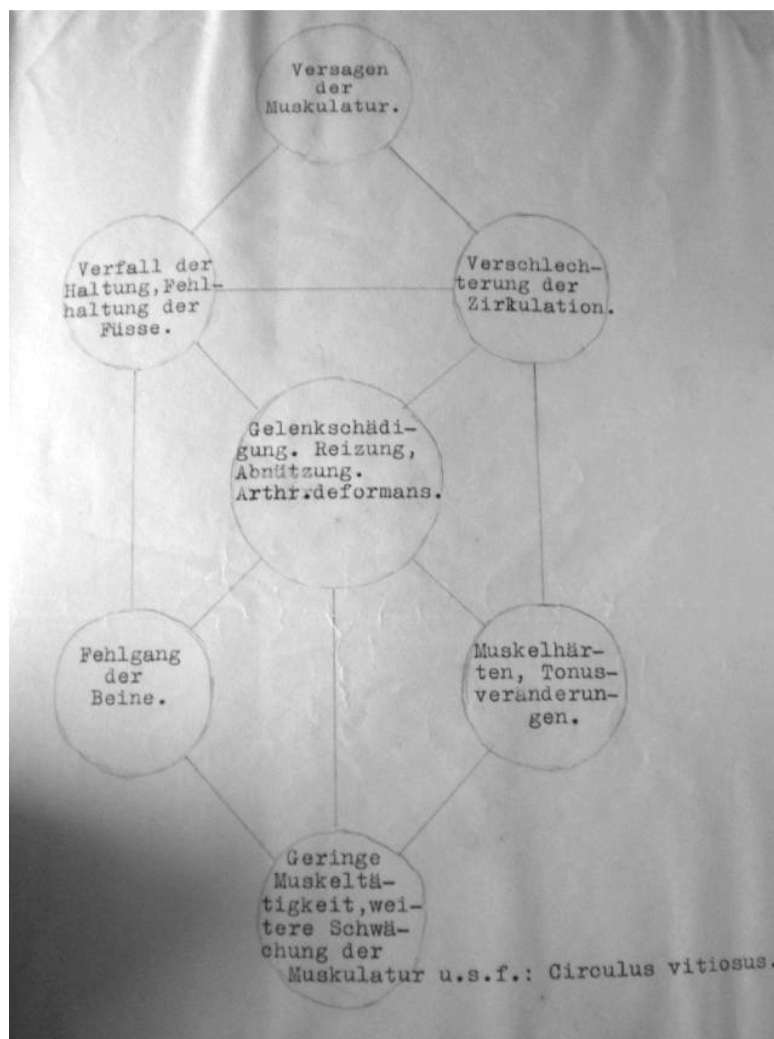 Versagen
der
Muskulatur.
Verfall der
Haltung,Fehl-
haltung der
Füsse.
Verschlech-
terung der
Zirkulation.
Gelenkschädi-
gung. Reizung,
Abnützung.
Arthr.deformans.
Fehlgang
der
Beine.
Muskelhär-
ten, Tonus-
veränderun-
gen.
Geringe
Muskeltä-
tigkeit,wei-
tere Schwä-
chung der
Muskulatur u.s.f.: Circulus vitiosus.